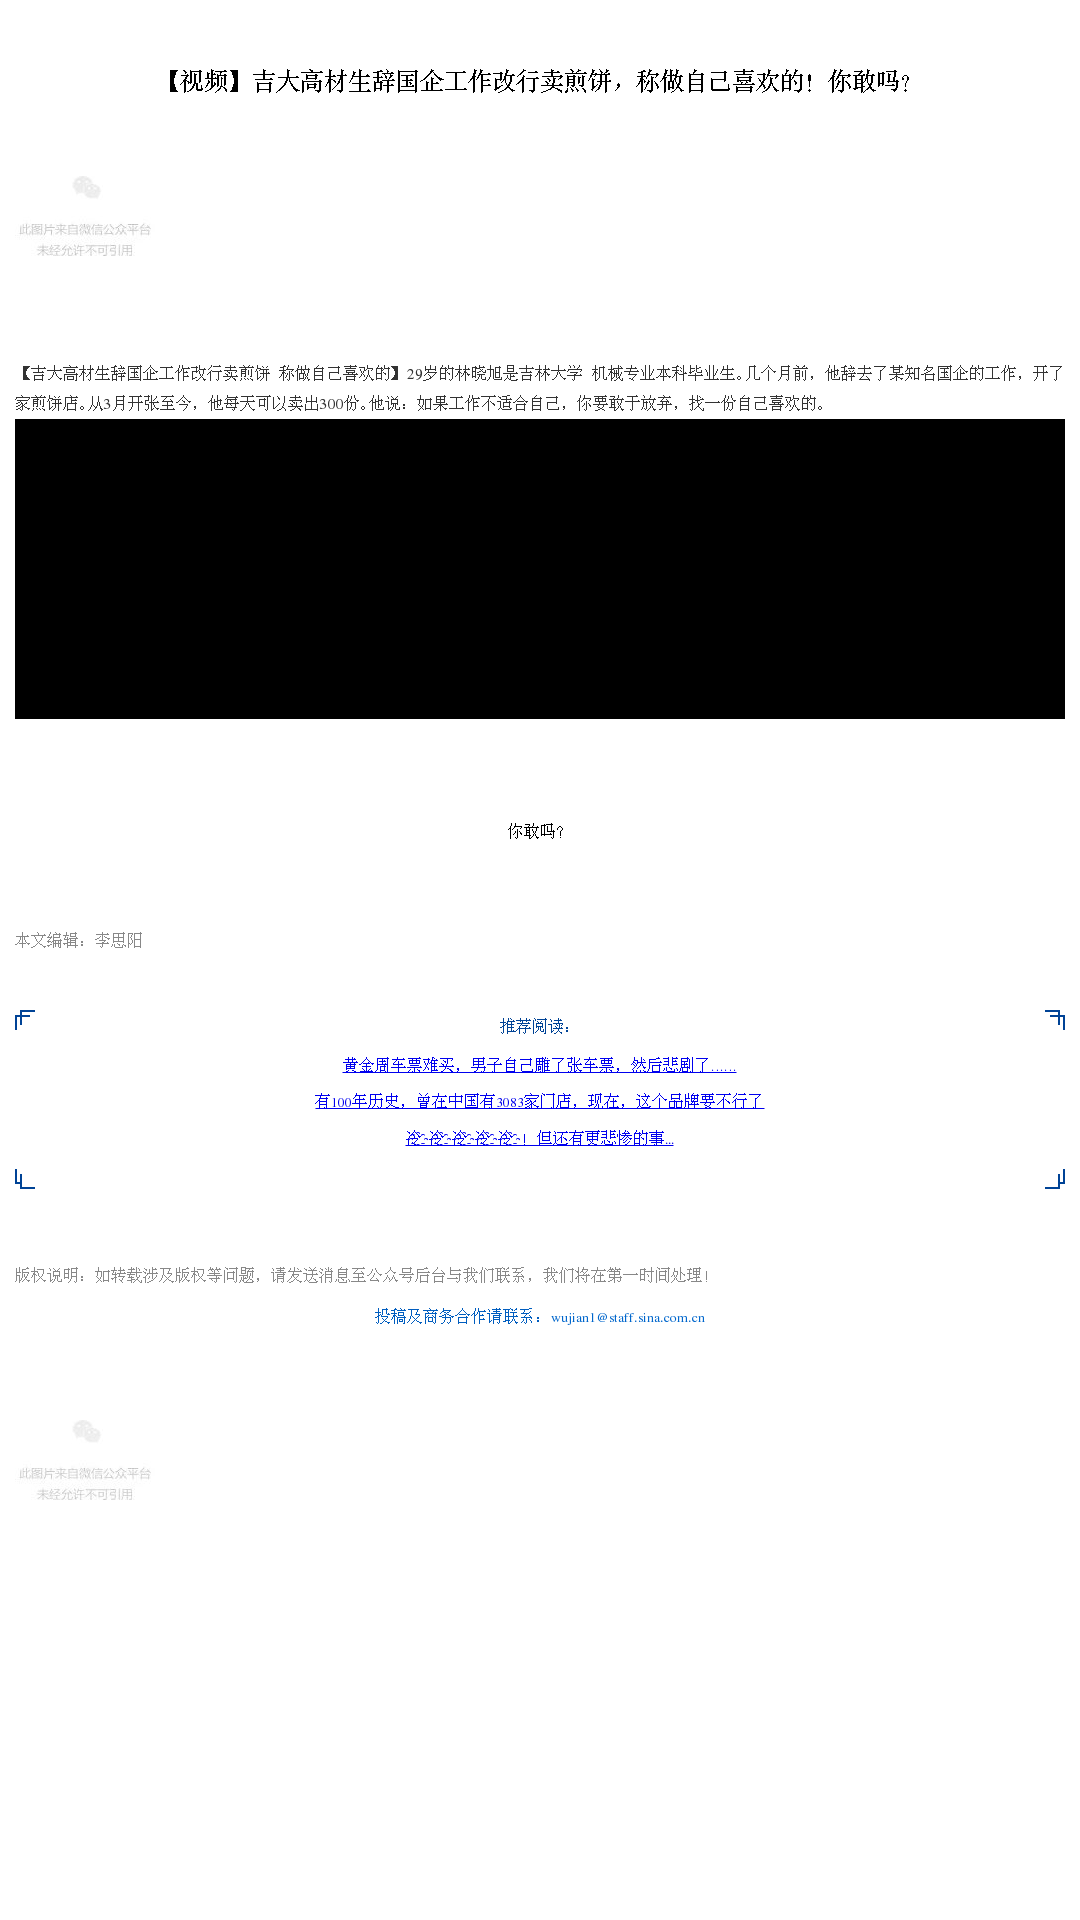 【视频】吉大高材生辞国企工作改行卖煎饼，称做自己喜欢的！你敢吗？
此图片来自微信公众平台
未经允许不可引用
【吉大高材生辞国企工作改行卖煎饼 称做自己喜欢的】29岁的林晓旭是吉林大学 机械专业本科毕业生。几个月前，他辞去了某知名国企的工作，开了
家煎饼店。从3月开张至今，他每天可以卖出300份。他说：如果工作不适合自己，你要敢于放弃，找一份自己喜欢的。
你敢吗？
本文编辑：李思阳
推荐阅读：
黄金周车票难买，男子自己雕了张车票，然后悲剧了……
有100年历史，曾在中国有3083家门店，现在，这个品牌要不行了
冷~冷~冷~冷~冷~！但还有更悲惨的事...
版权说明：如转载涉及版权等问题，请发送消息至公众号后台与我们联系，我们将在第一时间处理！
投稿及商务合作请联系：wujian1@staff.sina.com.cn
此图片来自微信公众平台
未经允许不可引用